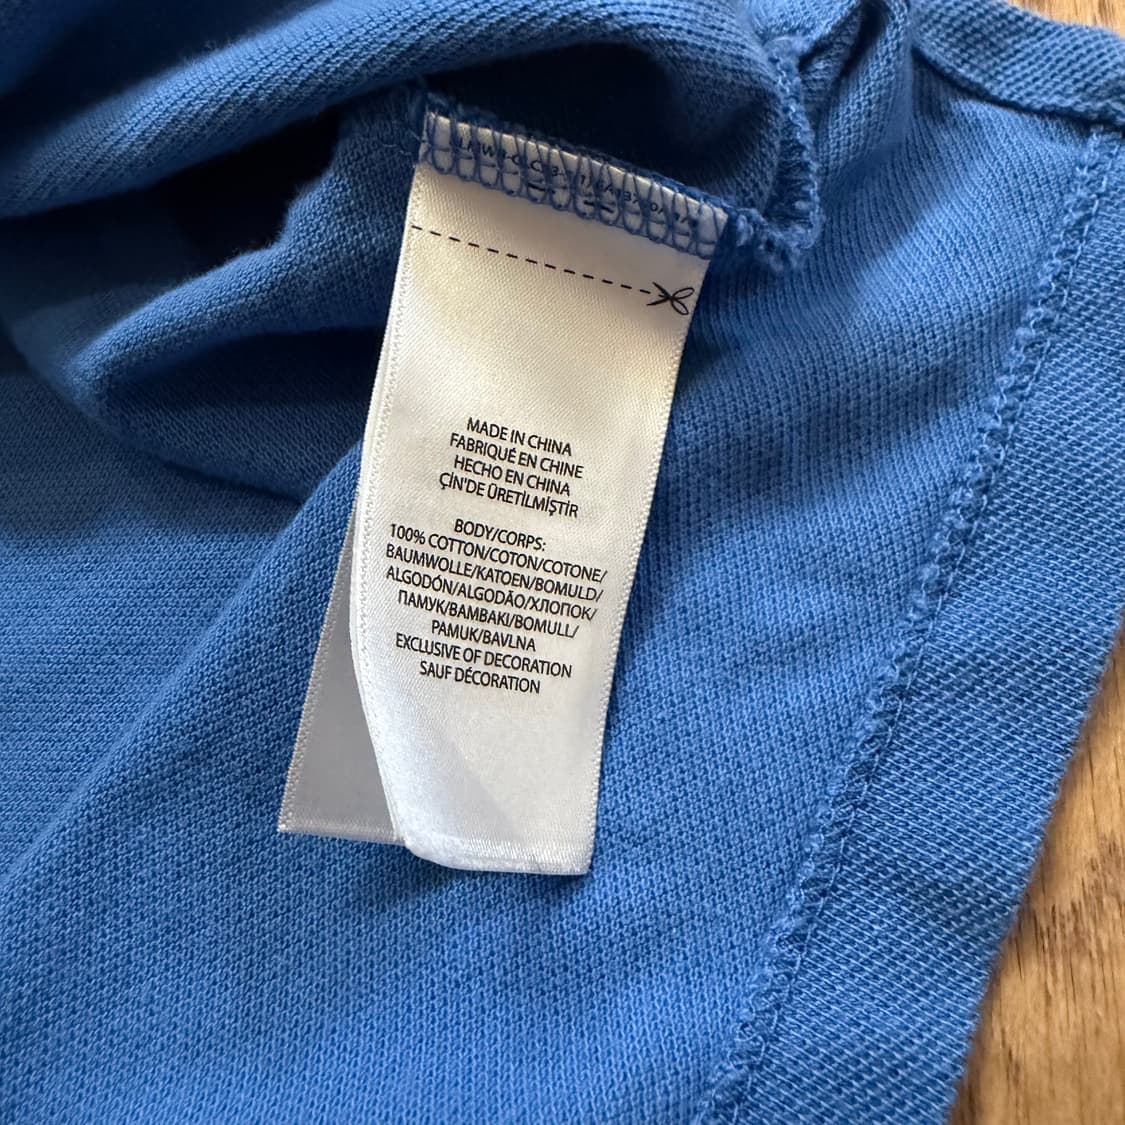 MADE IN CHINA
FABRIQUÉ EN CHINE
HECHO EN CHINA
ÇİN'DE ÜRETİLMİŞTİR
BODY/CORPS:
100% COTTON/COTON/COTONE/
BAUMWOLLE/KATOEN/BOMULD/
ALGODÓN/ALGODÃO/ХЛОПОК/
ПАМУК/ΒΑΜΒΑΚΙ/BOMULL/
PAMUK/BAVLNA
EXCLUSIVE OF DECORATION
SAUF DÉCORATION